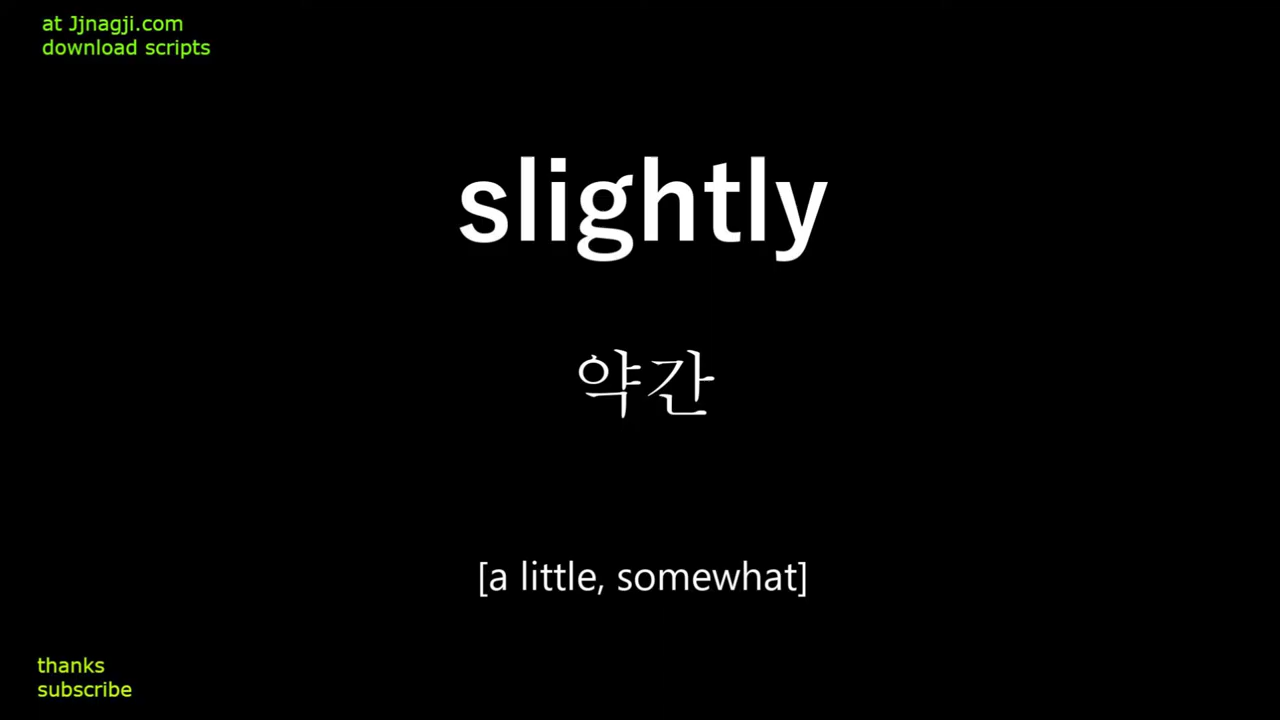 at Jjnagji.com
download scripts
slightly
약간
[a little, somewhat]
thanks
subscribe